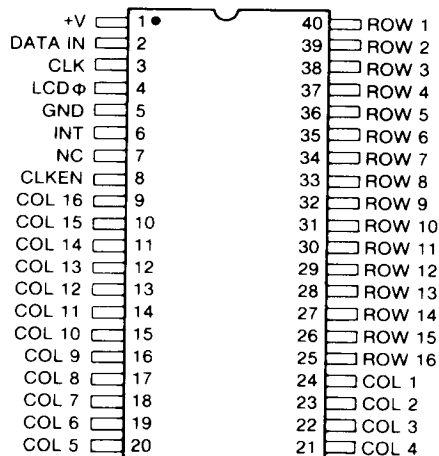 +V 1 40 ROW 1
DATA IN 2 39 ROW 2
CLK 3 38 ROW 3
LCDΦ 4 37 ROW 4
GND 5 36 ROW 5
INT 6 35 ROW 6
NC 7 34 ROW 7
CLKEN 8 33 ROW 8
COL 16 9 32 ROW 9
COL 15 10 31 ROW 10
COL 14 11 30 ROW 11
COL 13 12 29 ROW 12
COL 12 13 28 ROW 13
COL 11 14 27 ROW 14
COL 10 15 26 ROW 15
COL 9 16 25 ROW 16
COL 8 17 24 COL 1
COL 7 18 23 COL 2
COL 6 19 22 COL 3
COL 5 20 21 COL 4